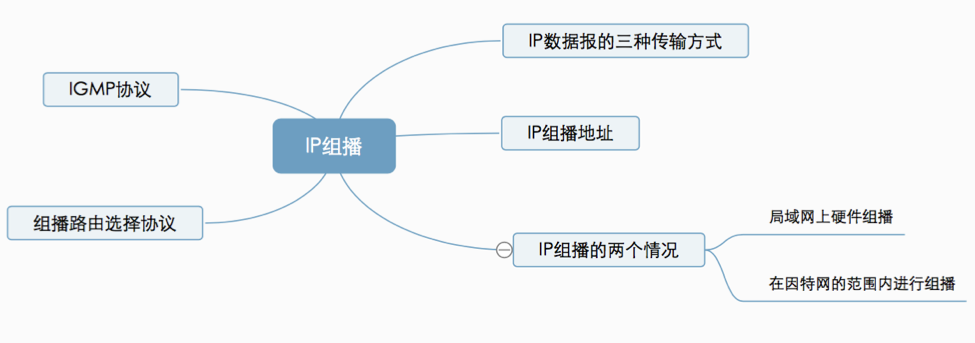 IP组播
IP数据报的三种传输方式
IP组播地址
IP组播的两个情况
局域网上硬件组播
在因特网的范围内进行组播
IGMP协议
组播路由选择协议